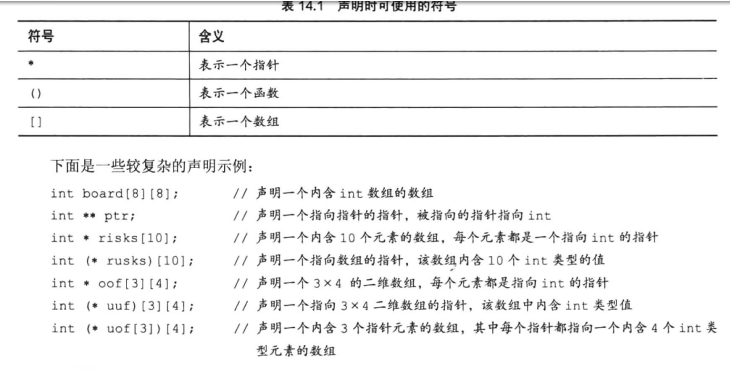 表 14.1 声明时可使用的符号
符号 含义
* 表示一个指针
() 表示一个函数
[] 表示一个数组
下面是一些较复杂的声明示例：
int board[8][8]; // 声明一个内含 int 数组的数组
int ** ptr; // 声明一个指向指针的指针，被指向的指针指向 int
int * risks[10]; // 声明一个内含 10 个元素的数组，每个元素都是一个指向 int 的指针
int (* rusks)[10]; // 声明一个指向数组的指针，该数组内含 10 个 int 类型的值
int * oof[3][4]; // 声明一个 3×4 的二维数组，每个元素都是指向 int 的指针
int (* uuf)[3][4]; // 声明一个指向 3×4 二维数组的指针，该数组中内含 int 类型值
int (* uof[3])[4]; // 声明一个内含 3 个指针元素的数组，其中每个指针都指向一个内含 4 个 int 类
型元素的数组